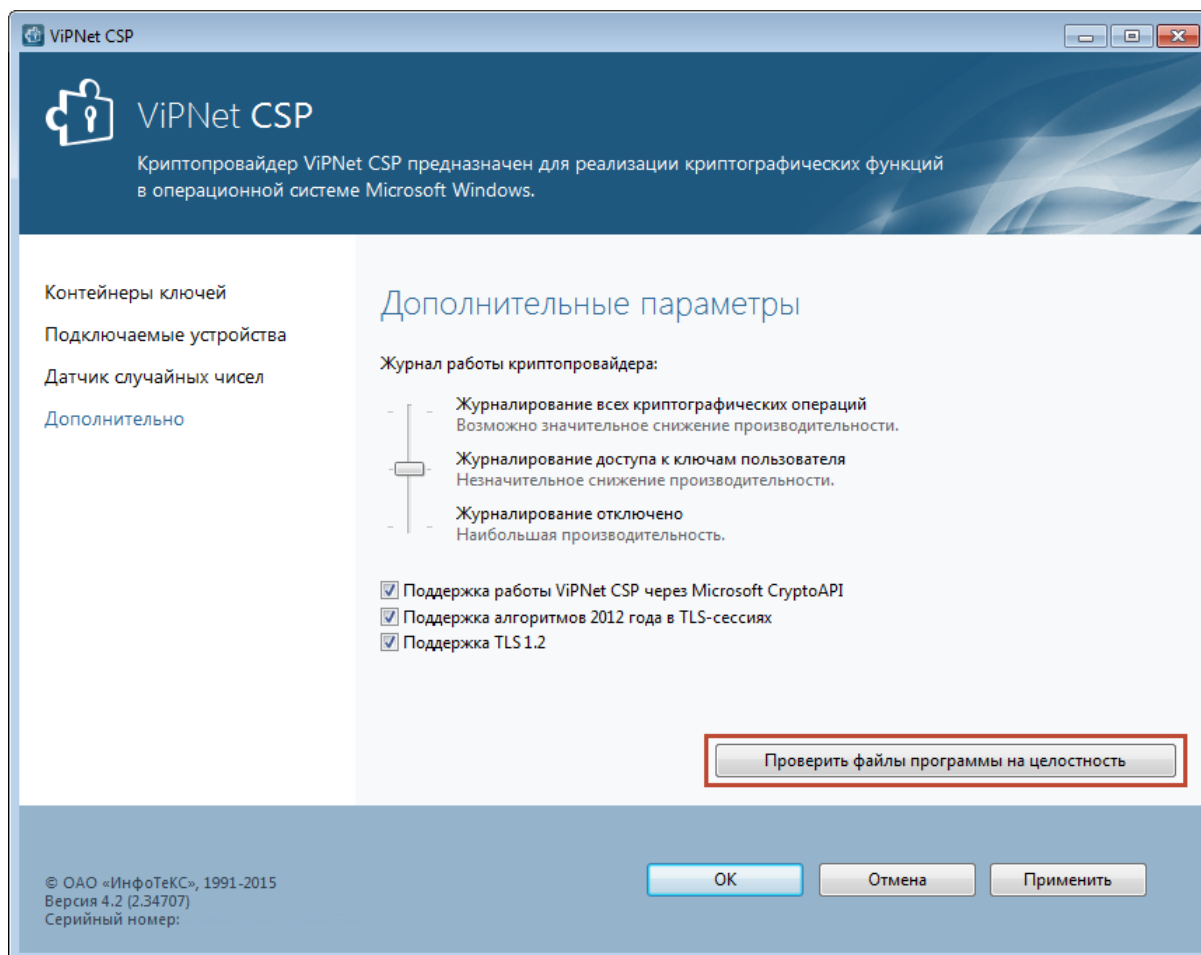 ViPNet CSP
ViPNet CSP
Криптопровайдер ViPNet CSP предназначен для реализации криптографических функций
в операционной системе Microsoft Windows.
Контейнеры ключей
Подключаемые устройства
Датчик случайных чисел
Дополнительно
Дополнительные параметры
Журнал работы криптопровайдера:
Журналирование всех криптографических операций
Возможно значительное снижение производительности.
Журналирование доступа к ключам пользователя
Незначительное снижение производительности.
Журналирование отключено
Наибольшая производительность.
Поддержка работы ViPNet CSP через Microsoft CryptoAPI
Поддержка алгоритмов 2012 года в TLS-сессиях
Поддержка TLS 1.2
Проверить файлы программы на целостность
© ОАО «ИнфоТеКС», 1991-2015
Версия 4.2 (2.34707)
Серийный номер:
OK
Отмена
Применить